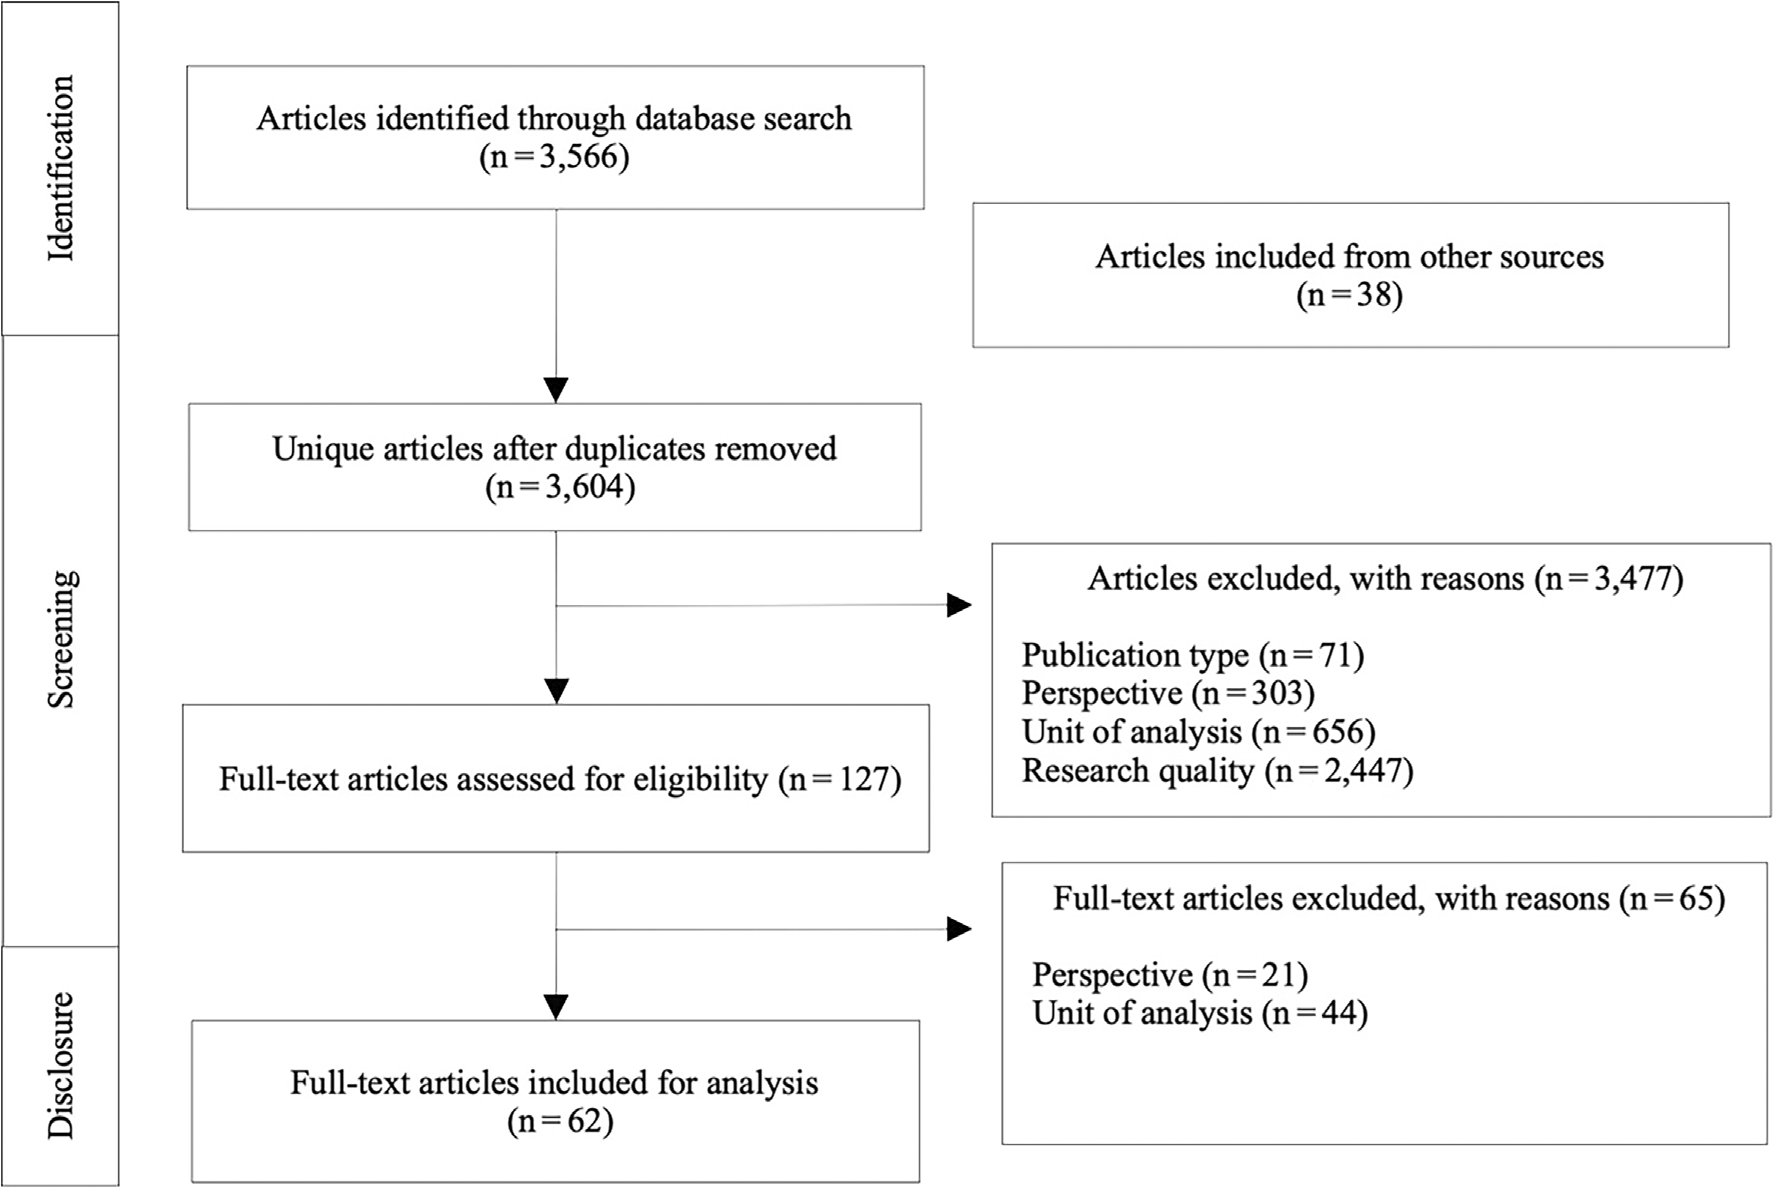 Identification
Articles identified through database search
(n = 3,566)
Articles included from other sources
(n = 38)
Screening
Unique articles after duplicates removed
(n = 3,604)
Articles excluded, with reasons (n = 3,477)
Publication type (n = 71)
Perspective (n = 303)
Unit of analysis (n = 656)
Research quality (n = 2,447)
Full-text articles assessed for eligibility (n = 127)
Full-text articles excluded, with reasons (n = 65)
Perspective (n = 21)
Unit of analysis (n = 44)
Disclosure
Full-text articles included for analysis
(n = 62)